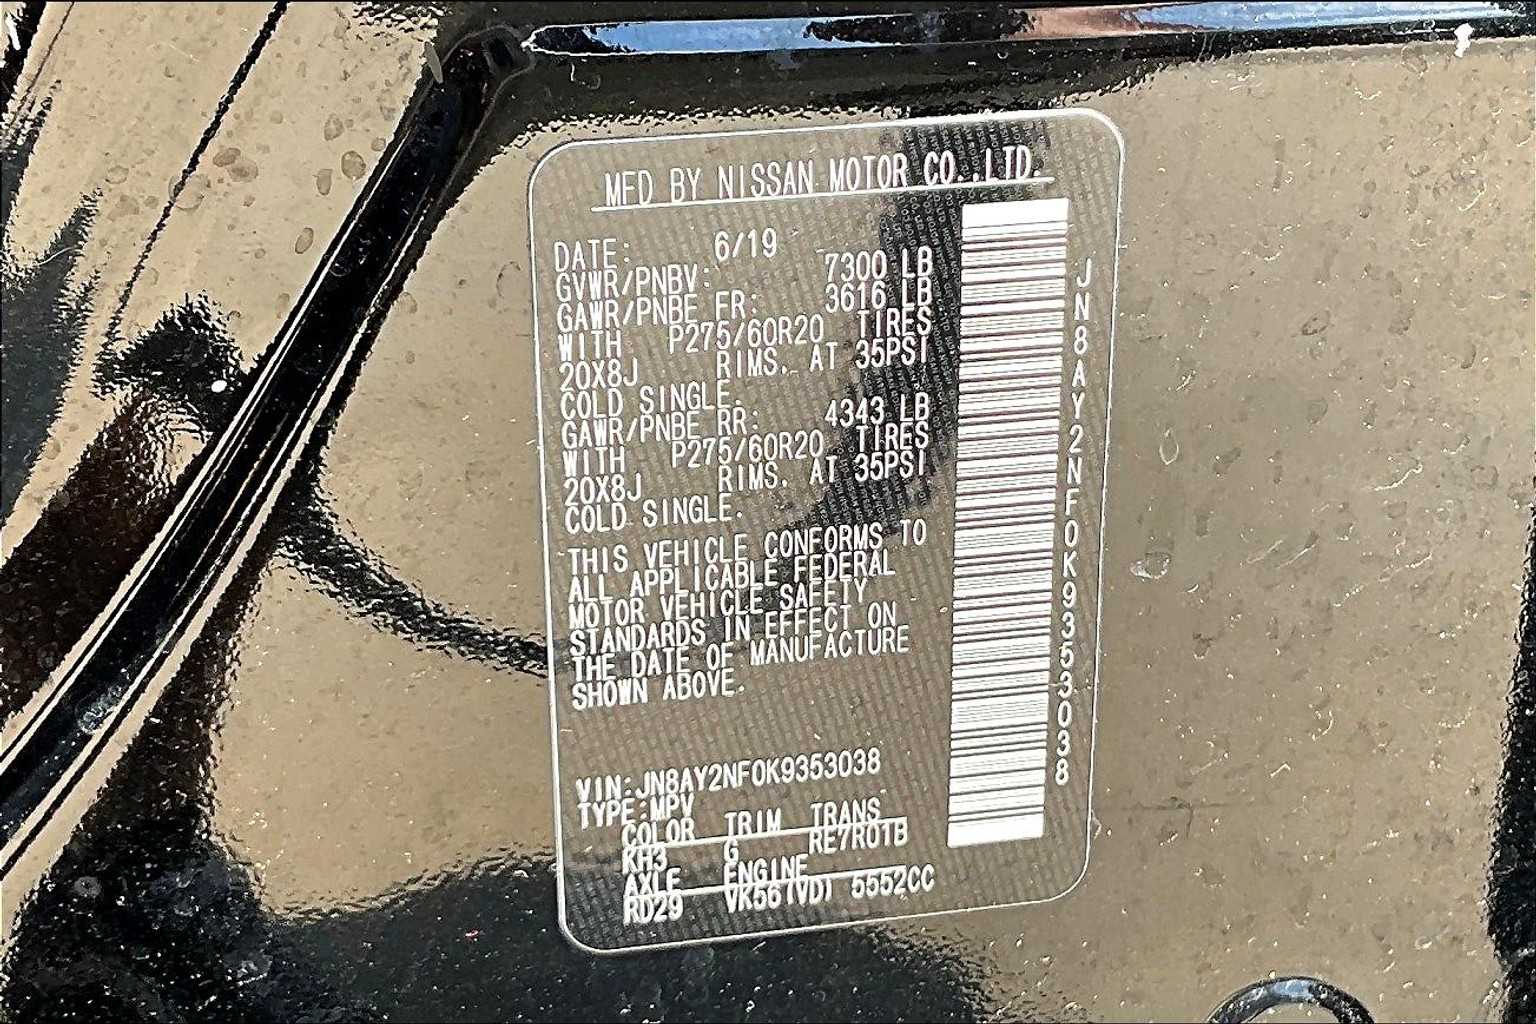 MFD BY NISSAN MOTOR CO.,LTD.
DATE: 6/19
GVWR/PNBV: 7300 LB
GAWR/PNBE FR: 3616 LB
WITH P275/60R20 TIRES
20X8J RIMS. AT 35PSI
COLD SINGLE.
GAWR/PNBE RR: 4343 LB
WITH P275/60R20 TIRES
20X8J RIMS. AT 35PSI
COLD SINGLE.
THIS VEHICLE CONFORMS TO
ALL APPLICABLE FEDERAL
MOTOR VEHICLE SAFETY
STANDARDS IN EFFECT ON
THE DATE OF MANUFACTURE
SHOWN ABOVE.
VIN:JN8AY2NF0K9353038
TYPE:MPV
COLOR TRIM TRANS
KH3 G RE7R01B
AXLE ENGINE
RD29 VK56(VD) 5552CC
JN8AY2NF0K9353038